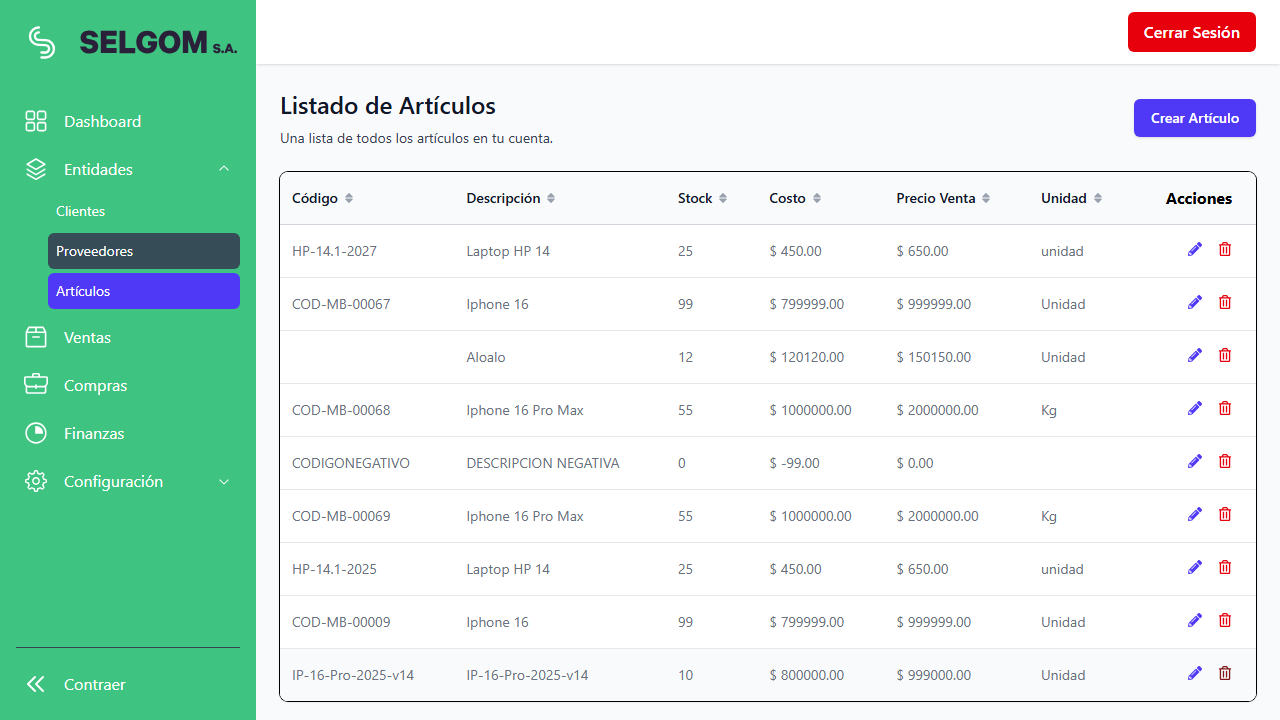 SELGOM S.A.
Cerrar Sesión
Dashboard
Entidades
Clientes
Proveedores
Artículos
Ventas
Compras
Finanzas
Configuración
Contraer
Listado de Artículos
Una lista de todos los artículos en tu cuenta.
Crear Artículo
Código Descripción Stock Costo Precio Venta Unidad Acciones
HP-14.1-2027 Laptop HP 14 25 $ 450.00 $ 650.00 unidad
COD-MB-00067 Iphone 16 99 $ 799999.00 $ 999999.00 Unidad
Aloalo 12 $ 120120.00 $ 150150.00 Unidad
COD-MB-00068 Iphone 16 Pro Max 55 $ 1000000.00 $ 2000000.00 Kg
CODIGONEGATIVO DESCRIPCION NEGATIVA 0 $ -99.00 $ 0.00
COD-MB-00069 Iphone 16 Pro Max 55 $ 1000000.00 $ 2000000.00 Kg
HP-14.1-2025 Laptop HP 14 25 $ 450.00 $ 650.00 unidad
COD-MB-00009 Iphone 16 99 $ 799999.00 $ 999999.00 Unidad
IP-16-Pro-2025-v14 IP-16-Pro-2025-v14 10 $ 800000.00 $ 999000.00 Unidad